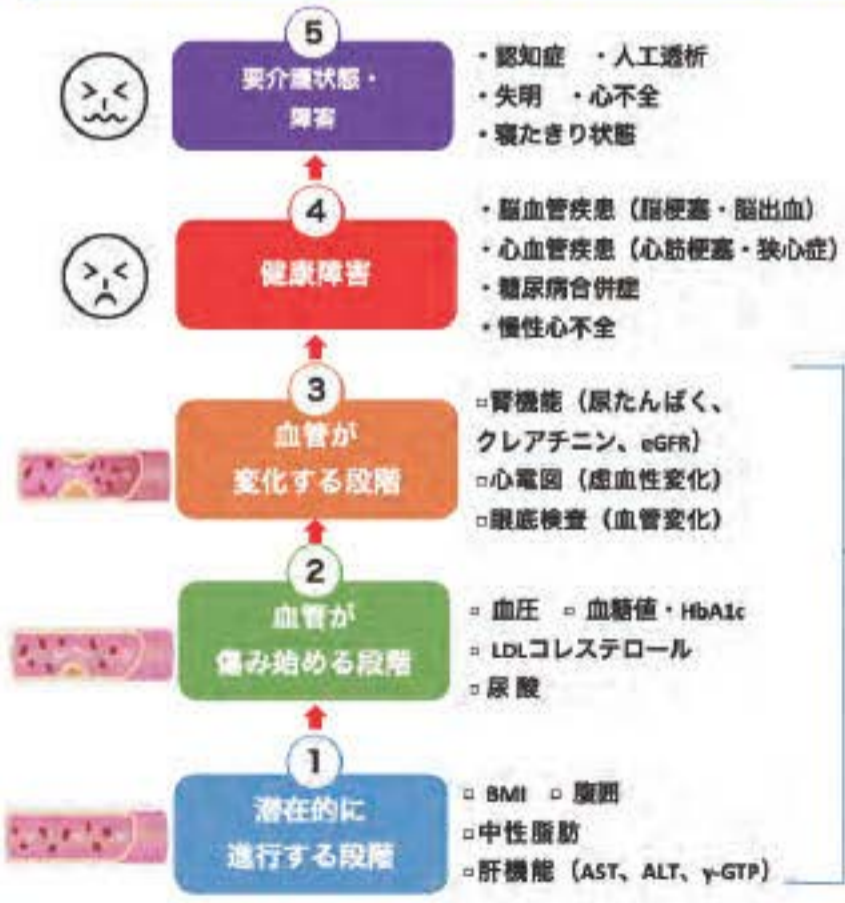 5
要介護状態・
障害
・認知症 ・人工透析
・失明 ・心不全
・寝たきり状態
4
健康障害
・脳血管疾患（脳梗塞・脳出血）
・心血管疾患（心筋梗塞・狭心症）
・糖尿病合併症
・慢性心不全
3
血管が
変化する段階
□腎機能（尿たんぱく、
クレアチニン、eGFR）
□心電図（虚血性変化）
□眼底検査（血管変化）
2
血管が
傷み始める段階
□ 血圧 □ 血糖値・HbA1c
□ LDLコレステロール
□ 尿酸
1
潜在的に
進行する段階
□ BMI □ 腹囲
□中性脂肪
□肝機能（AST、ALT、γ-GTP）